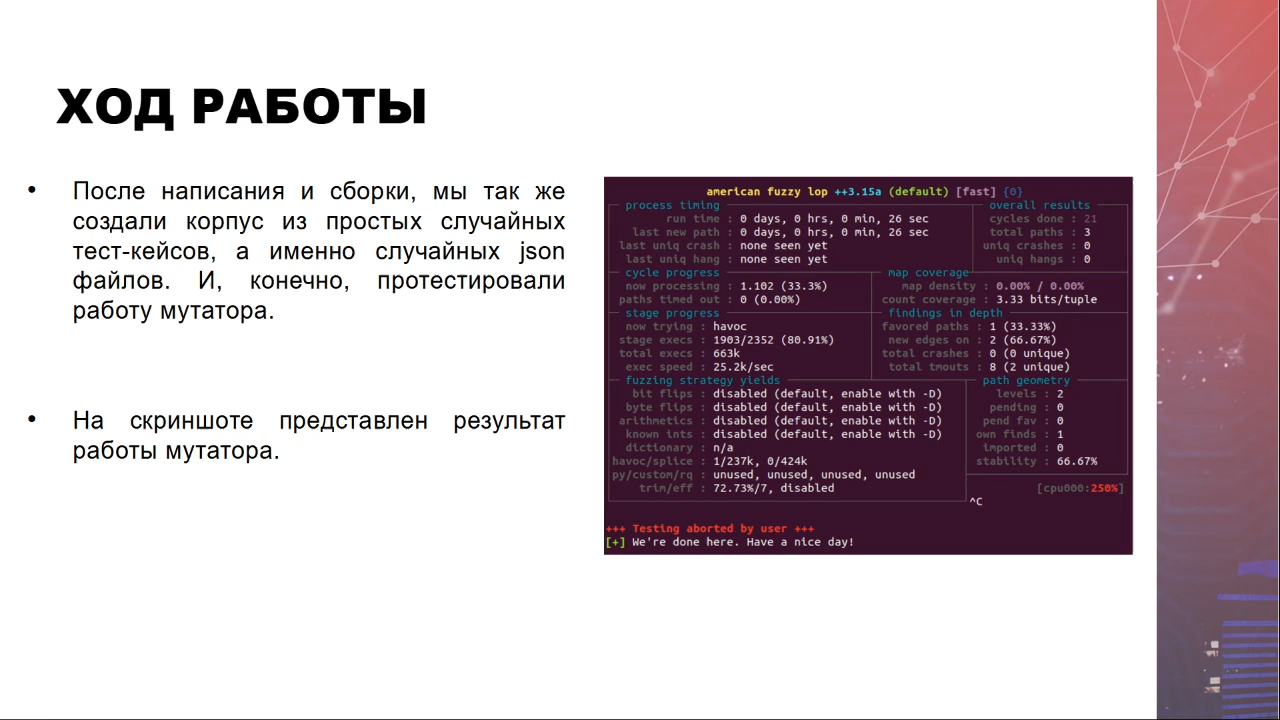 ХОД РАБОТЫ
• После написания и сборки, мы так же
создали корпус из простых случайных
тест-кейсов, а именно случайных json
файлов. И, конечно, протестировали
работу мутатора.
• На скриншоте представлен результат
работы мутатора.
american fuzzy lop ++3.15a (default) [fast] {0}
process timing overall results
run time : 0 days, 0 hrs, 0 min, 26 sec cycles done : 21
last new path : 0 days, 0 hrs, 0 min, 26 sec total paths : 3
last uniq crash : none seen yet uniq crashes : 0
last uniq hang : none seen yet uniq hangs : 0
cycle progress map coverage
now processing : 1.102 (33.3%) map density : 0.00% / 0.00%
paths timed out : 0 (0.00%) count coverage : 3.33 bits/tuple
stage progress findings in depth
now trying : havoc favored paths : 1 (33.33%)
stage execs : 1903/2352 (80.91%) new edges on : 2 (66.67%)
total execs : 663k total crashes : 0 (0 unique)
exec speed : 25.2k/sec total tmouts : 8 (2 unique)
fuzzing strategy yields path geometry
bit flips : disabled (default, enable with -D) levels : 2
byte flips : disabled (default, enable with -D) pending : 0
arithmetics : disabled (default, enable with -D) pend fav : 0
known ints : disabled (default, enable with -D) own finds : 1
dictionary : n/a imported : 0
havoc/splice : 1/237k, 0/424k stability : 66.67%
py/custom/rq : unused, unused, unused, unused
trim/eff : 72.73%/7, disabled [cpu000:250%]
^C
+++ Testing aborted by user +++
[+] We're done here. Have a nice day!